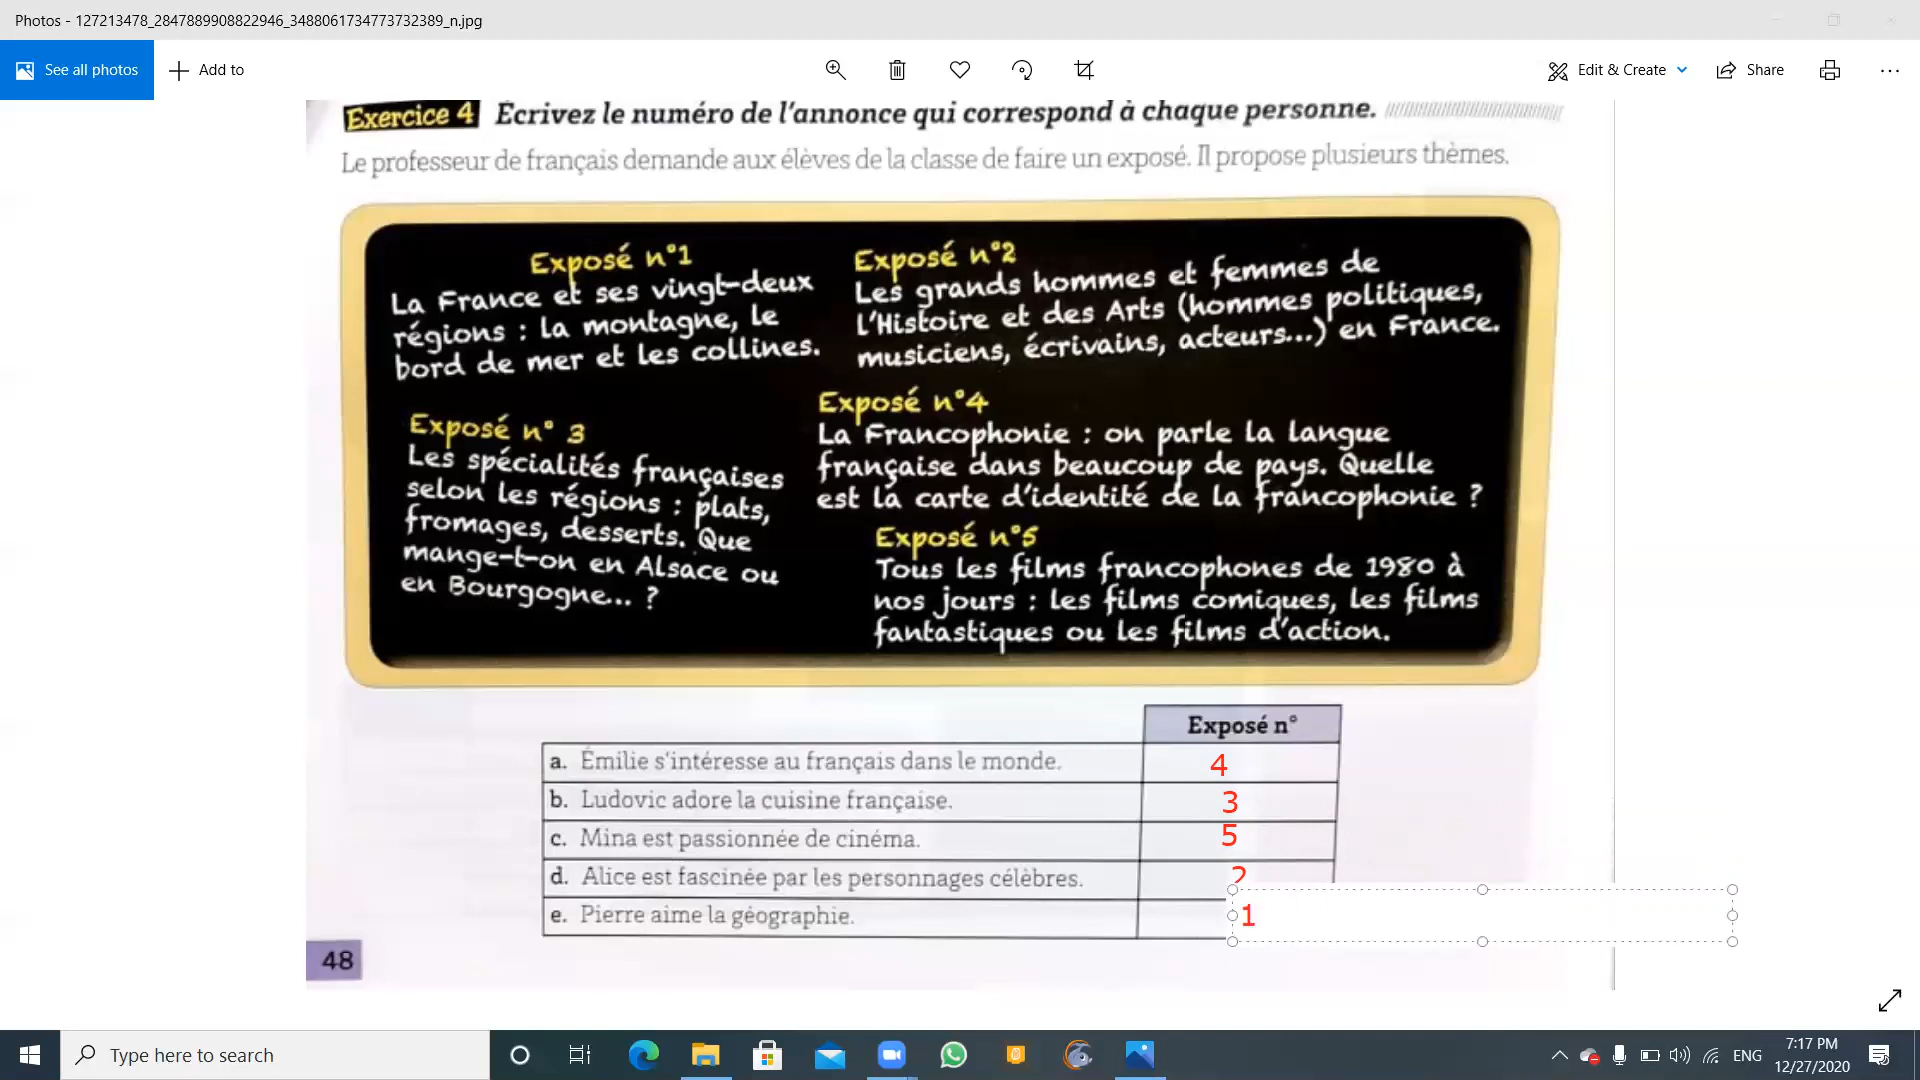 Photos - 127213478_2847889908822946_3488061734773732389_n.jpg
See all photos
Add to
Edit & Create
Share
Exercice 4 Écrivez le numéro de l'annonce qui correspond à chaque personne.
Le professeur de français demande aux élèves de la classe de faire un exposé. Il propose plusieurs thèmes.
Exposé n°1
La France et ses vingt-deux
régions : la montagne, le
bord de mer et les collines.
Exposé n°2
Les grands hommes et femmes de
l'Histoire et des Arts (hommes politiques,
musiciens, écrivains, acteurs...) en France.
Exposé n° 3
Les spécialités françaises
selon les régions : plats,
fromages, desserts. Que
mange-t-on en Alsace ou
en Bourgogne... ?
Exposé n°4
La Francophonie : on parle la langue
française dans beaucoup de pays. Quelle
est la carte d'identité de la francophonie ?
Exposé n°5
Tous les films francophones de 1980 à
nos jours : les films comiques, les films
fantastiques ou les films d'action.
Exposé n°
a. Émilie s'intéresse au français dans le monde. 4
b. Ludovic adore la cuisine française. 3
c. Mina est passionnée de cinéma. 5
d. Alice est fascinée par les personnages célèbres. 2
e. Pierre aime la géographie. 1
48
Type here to search
ENG
7:17 PM
12/27/2020